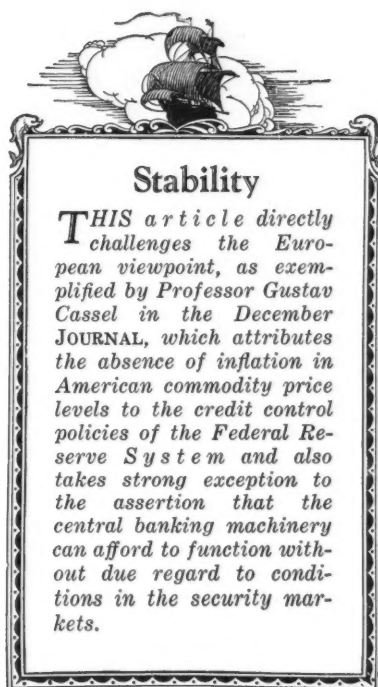 Stability
THIS article directly
challenges the Euro-
pean viewpoint, as exem-
plified by Professor Gustav
Cassel in the December
JOURNAL, which attributes
the absence of inflation in
American commodity price
levels to the credit control
policies of the Federal Re-
serve System and also
takes strong exception to
the assertion that the
central banking machinery
can afford to function with-
out due regard to condi-
tions in the security mar-
kets.